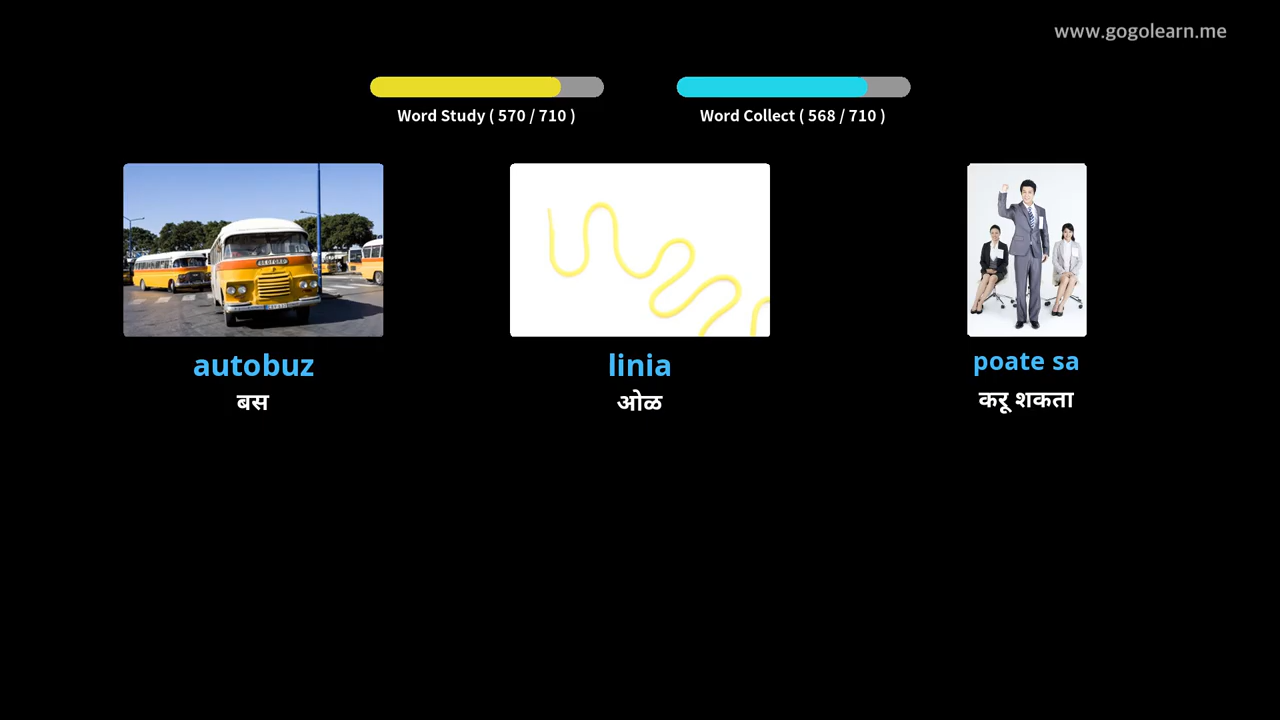 www.gogolearn.me
Word Study ( 570 / 710 )
Word Collect ( 568 / 710 )
autobuz
linia
poate sa
बस
ओळ
करू शकता